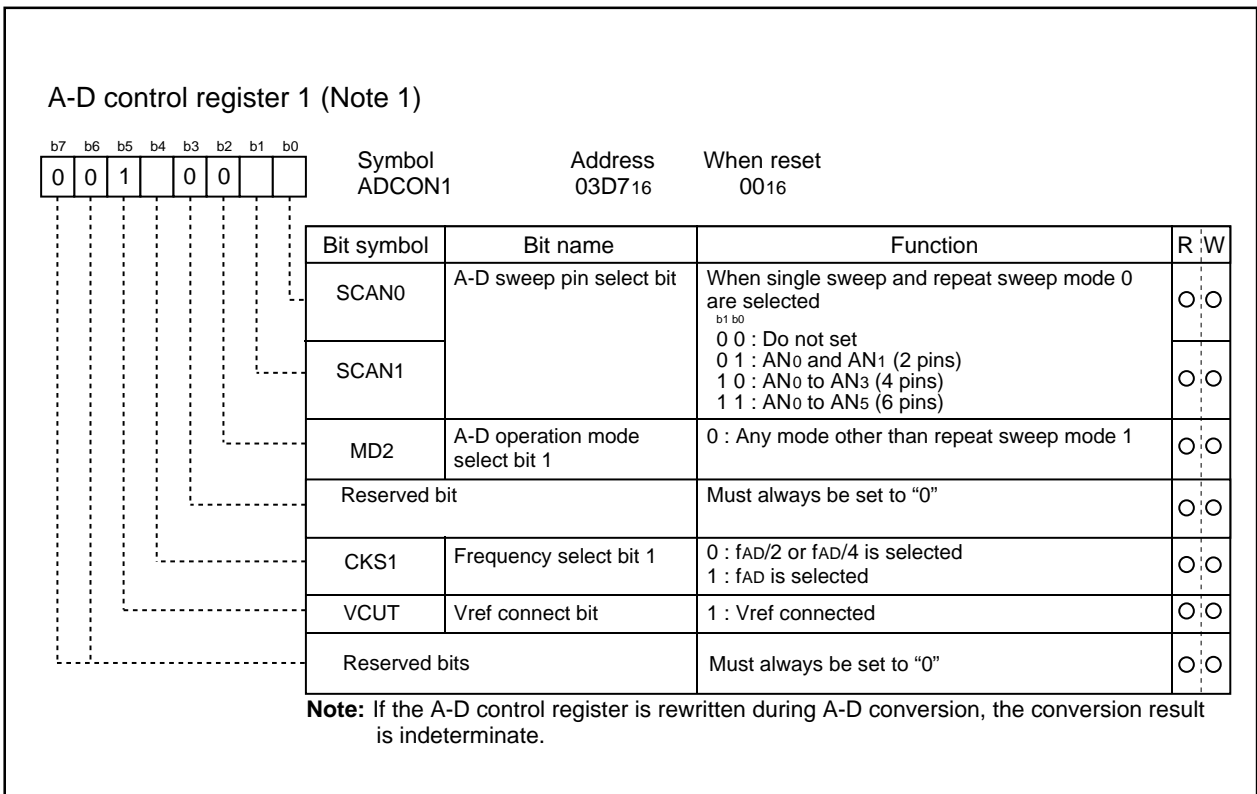 A-D control register 1 (Note 1)
b7 b6 b5 b4 b3 b2 b1 b0
0 0 1 0 0
Symbol Address When reset
ADCON1 03D716 0016
Bit symbol Bit name Function R W
SCAN0 A-D sweep pin select bit When single sweep and repeat sweep mode 0
are selected
b1 b0
0 0 : Do not set
0 1 : AN0 and AN1 (2 pins)
SCAN1
1 0 : AN0 to AN3 (4 pins)
1 1 : AN0 to AN5 (6 pins)
MD2 A-D operation mode
select bit 1
0 : Any mode other than repeat sweep mode 1
Reserved bit Must always be set to “0”
CKS1 Frequency select bit 1 0 : fAD/2 or fAD/4 is selected
1 : fAD is selected
VCUT Vref connect bit 1 : Vref connected
Reserved bits Must always be set to “0”
Note: If the A-D control register is rewritten during A-D conversion, the conversion result
is indeterminate.